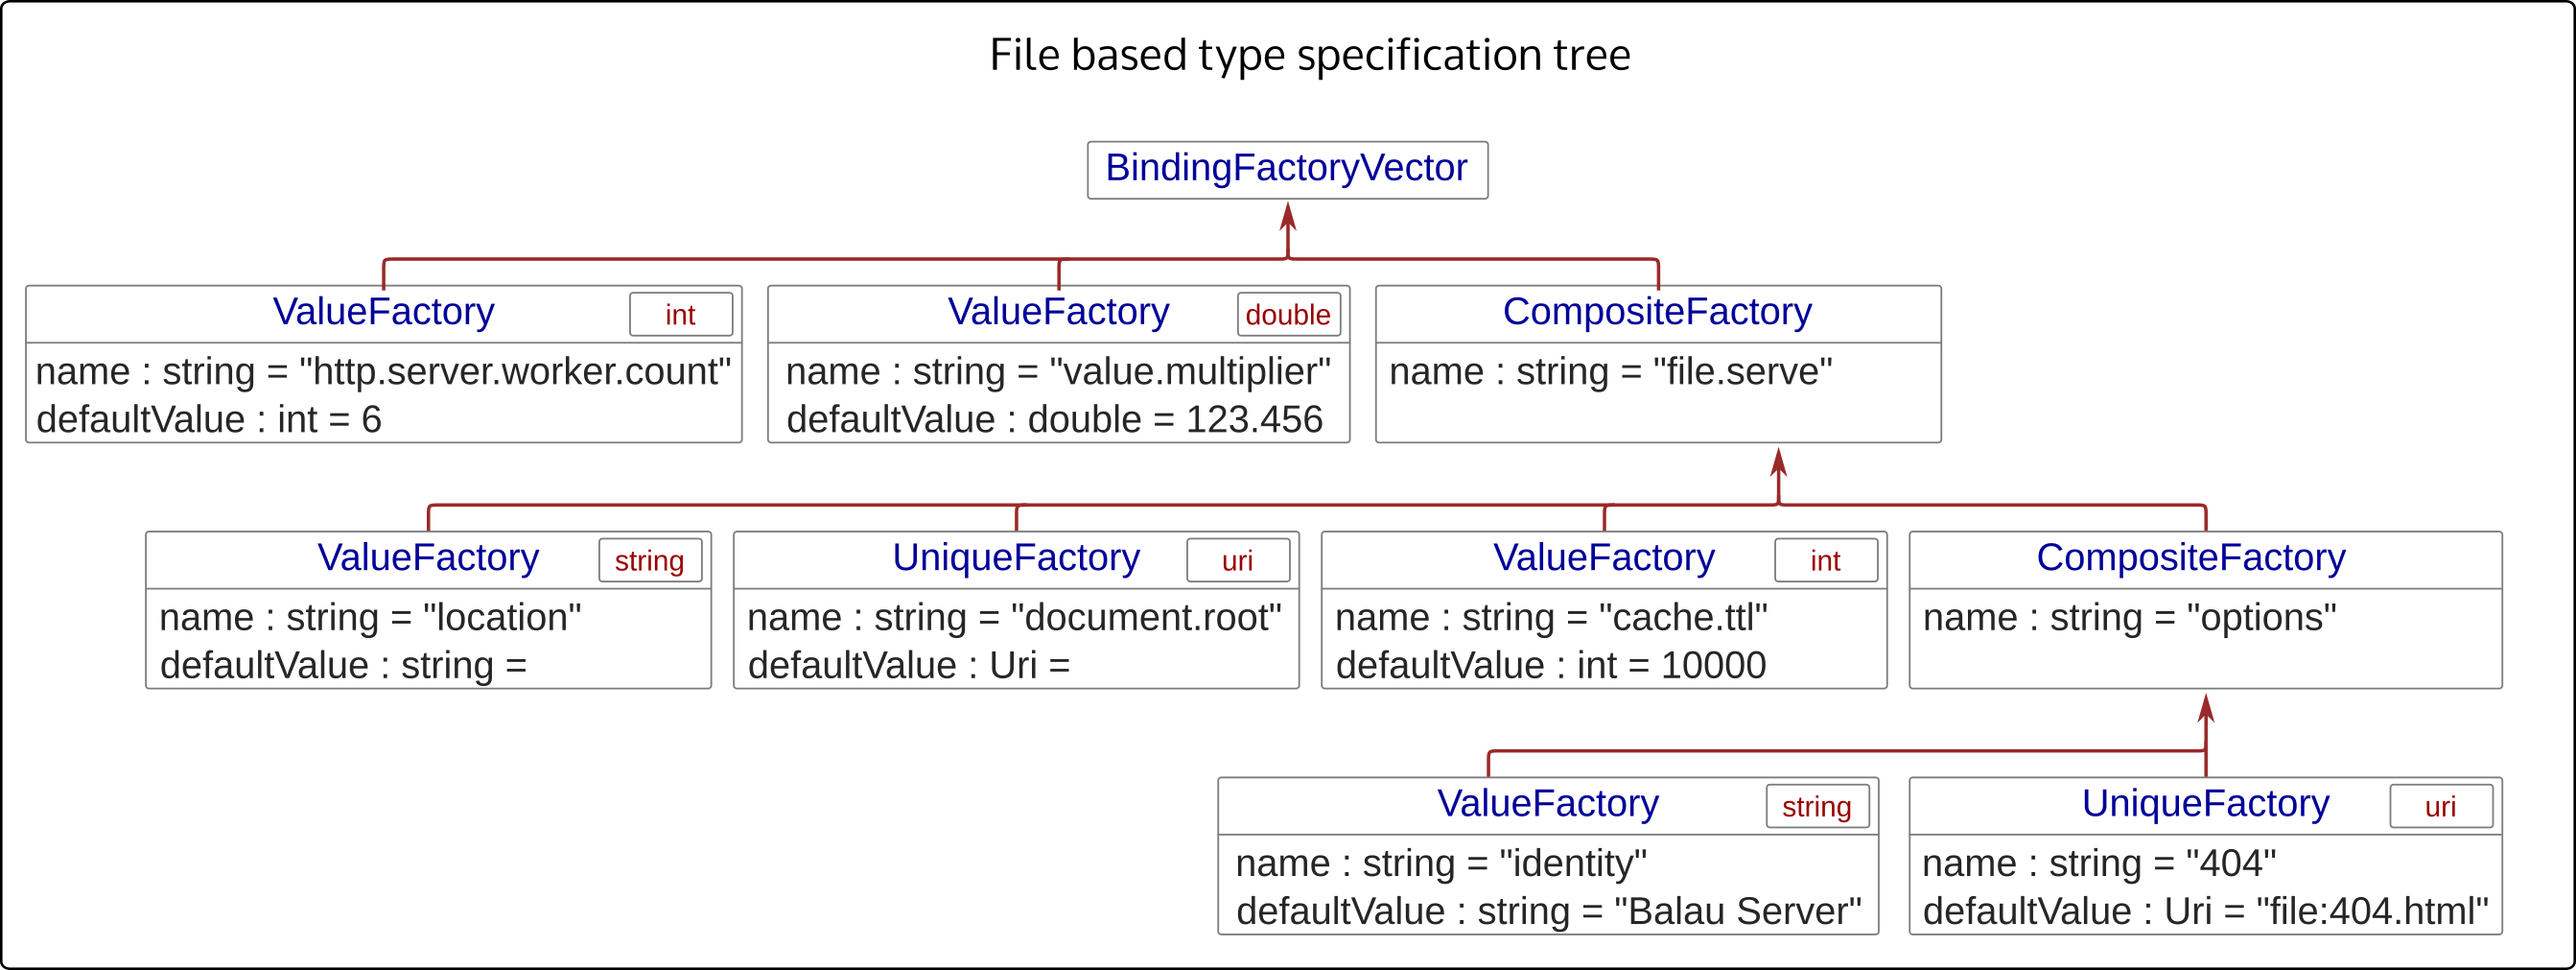 File based type specification tree
BindingFactoryVector
ValueFactory int
name : string = "http.server.worker.count"
defaultValue : int = 6
ValueFactory double
name : string = "value.multiplier"
defaultValue : double = 123.456
CompositeFactory
name : string = "file.serve"
ValueFactory string
name : string = "location"
defaultValue : string =
UniqueFactory uri
name : string = "document.root"
defaultValue : Uri =
ValueFactory int
name : string = "cache.ttl"
defaultValue : int = 10000
CompositeFactory
name : string = "options"
ValueFactory string
name : string = "identity"
defaultValue : string = "Balau Server"
UniqueFactory uri
name : string = "404"
defaultValue : Uri = "file:404.html"